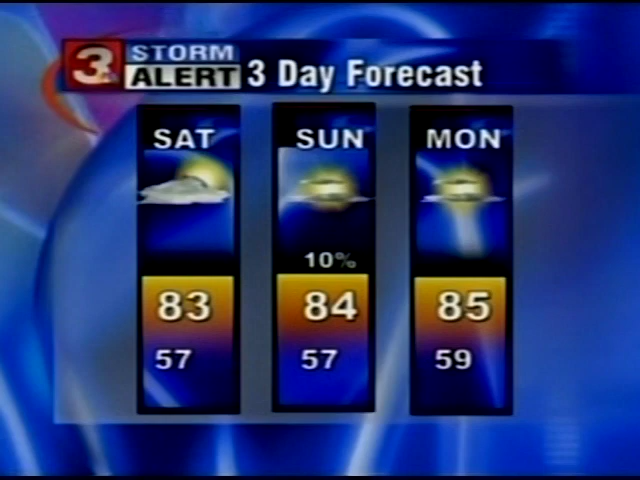 3
STORM
ALERT
3 Day Forecast
SAT SUN MON
10%
83 84 85
57 57 59